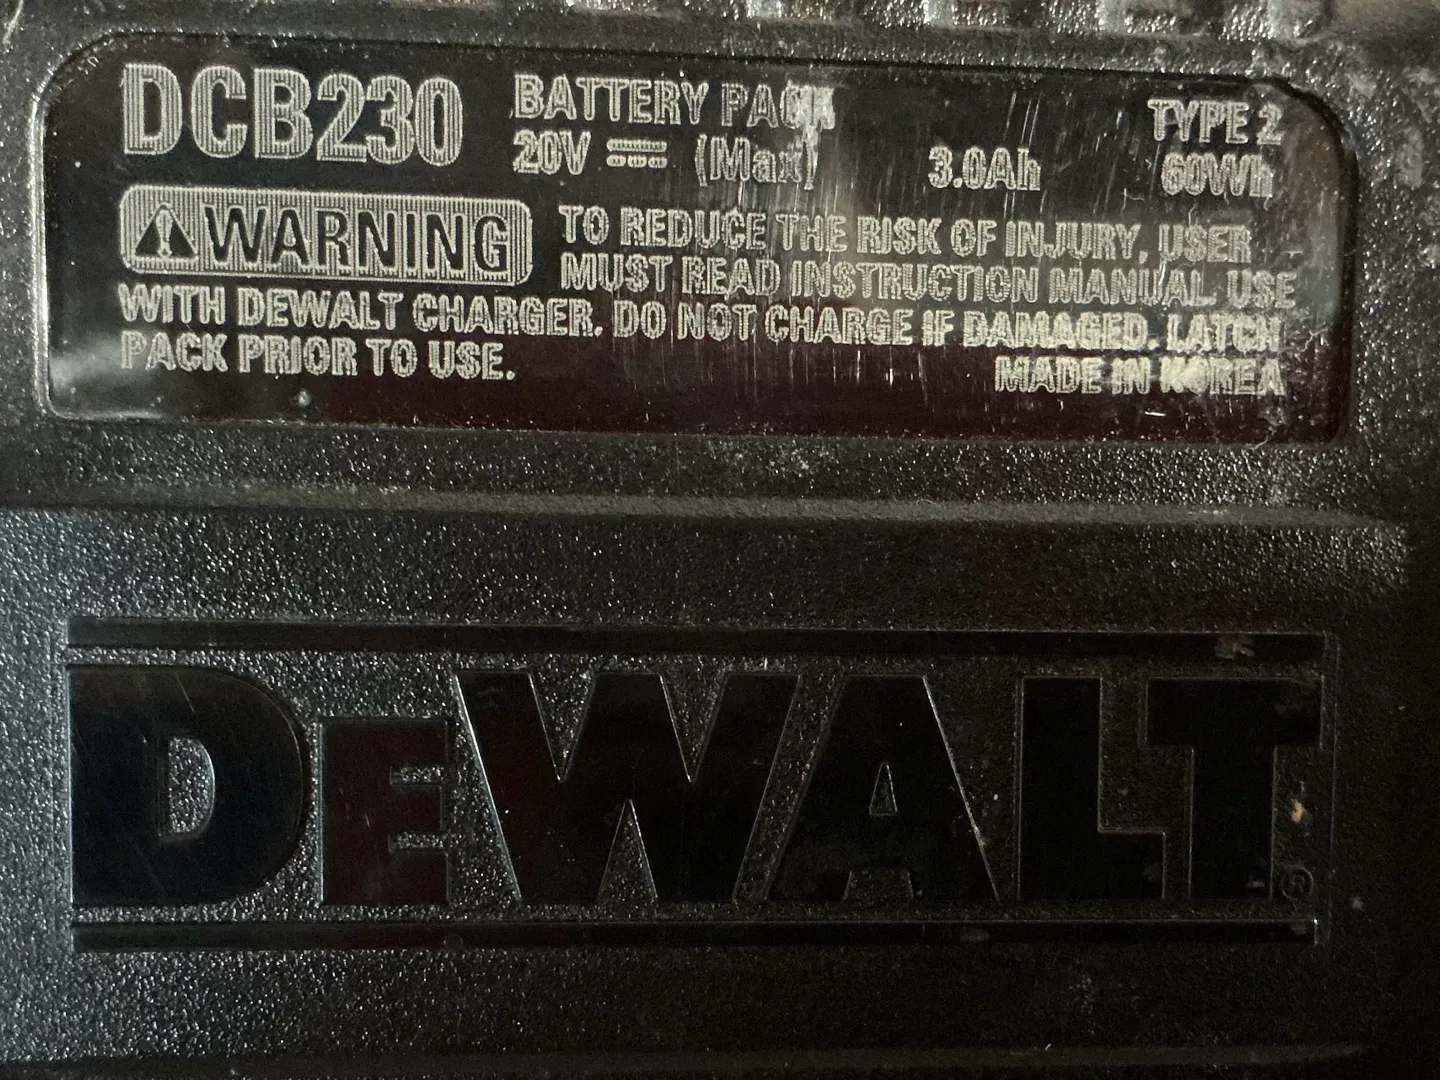 DCB230 BATTERY PACK TYPE 2
20V ⎓ (Max) 3.0Ah 60Wh
⚠WARNING TO REDUCE THE RISK OF INJURY, USER
MUST READ INSTRUCTION MANUAL. USE
WITH DEWALT CHARGER. DO NOT CHARGE IF DAMAGED. LATCH
PACK PRIOR TO USE. MADE IN KOREA
DEWALT®